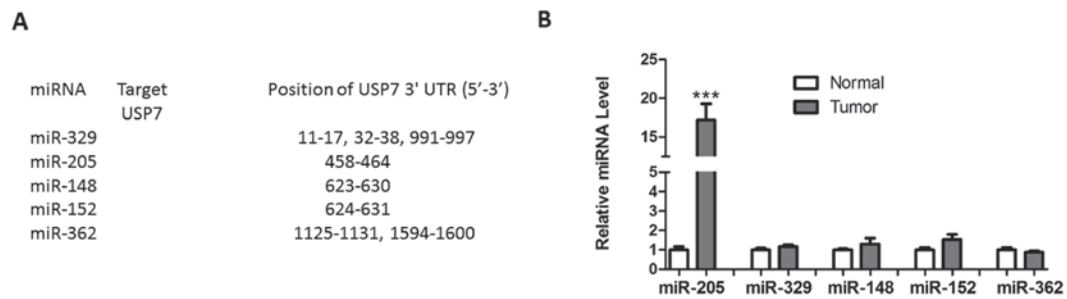 A
miRNA Target Position of USP7 3' UTR (5′-3′)
USP7
miR-329 11-17, 32-38, 991-997
miR-205 458-464
miR-148 623-630
miR-152 624-631
miR-362 1125-1131, 1594-1600
B
Relative miRNA Level
25
20
15
5
4
3
2
1
0
***
Normal
Tumor
miR-205 miR-329 miR-148 miR-152 miR-362